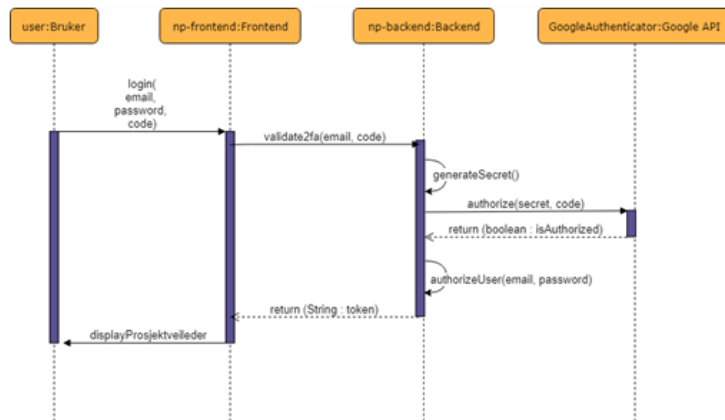 user:Bruker
np-frontend:Frontend
np-backend:Backend
GoogleAuthenticator:Google API
login(
email,
password,
code)
validate2fa(email, code)
generateSecret()
authorize(secret, code)
return (boolean : isAuthorized)
authorizeUser(email, password)
return (String : token)
displayProsjektveileder